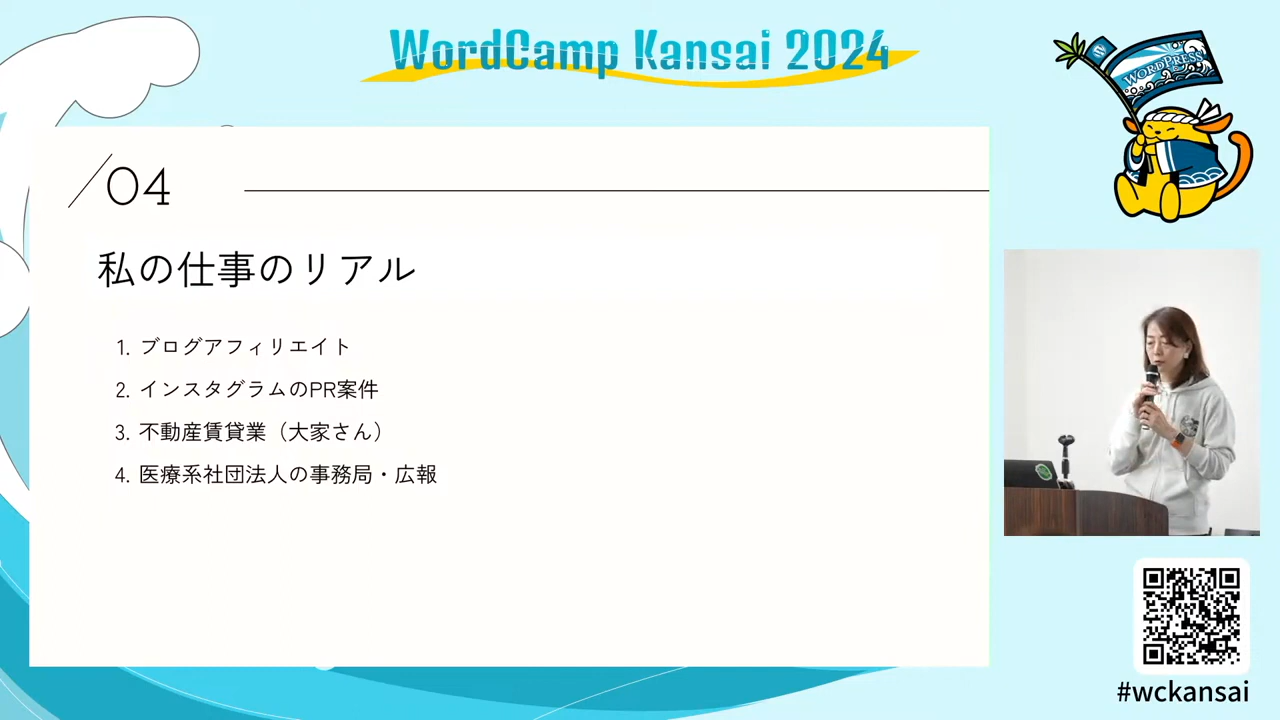 WordCamp Kansai 2024
WORDPRESS
W
/04
私の仕事のリアル
1. ブログアフィリエイト
2. インスタグラムのPR案件
3. 不動産賃貸業（大家さん）
4. 医療系社団法人の事務局・広報
#wckansai